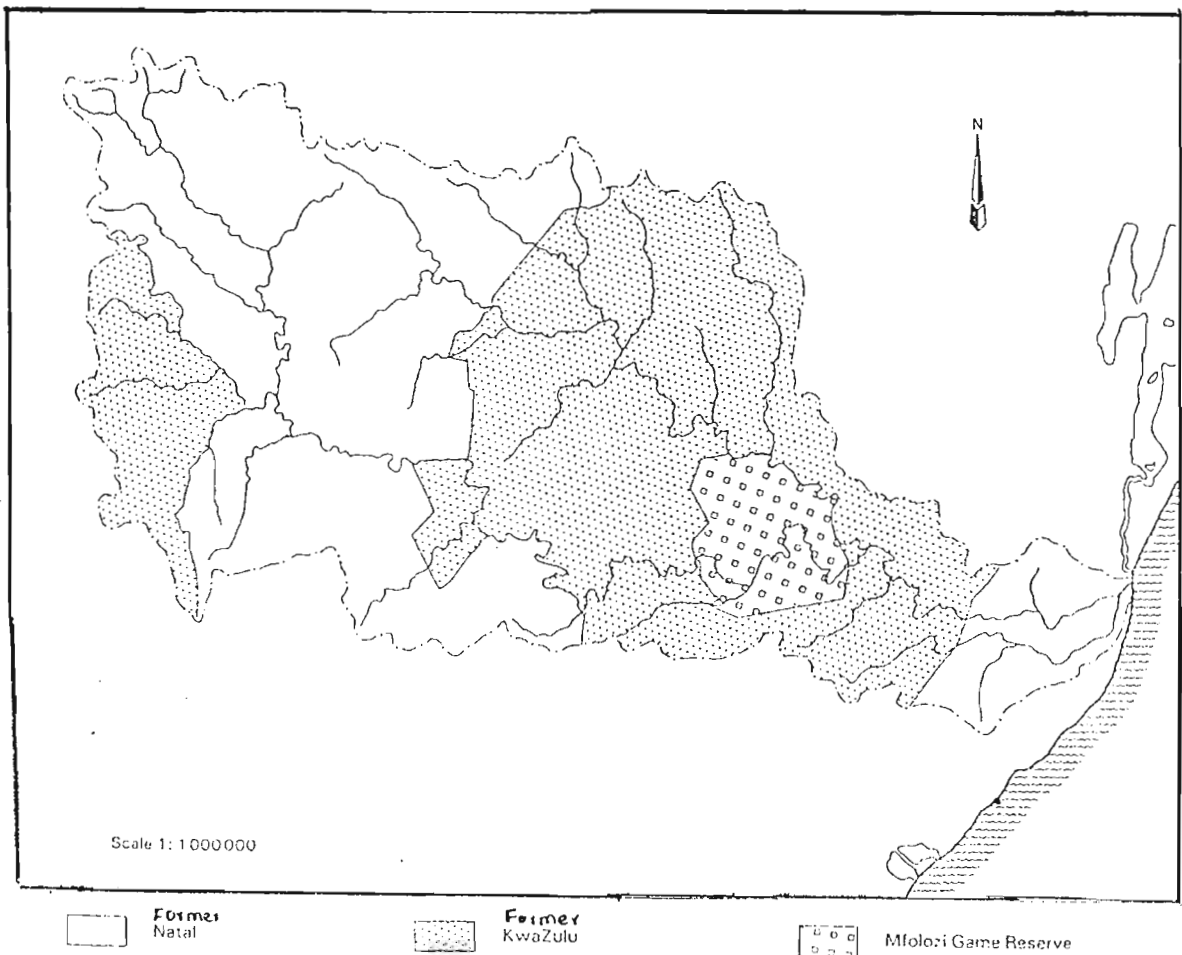 N
Scale 1: 1000000
Former
Natal
Former
KwaZulu
Mfolozi Game Reserve